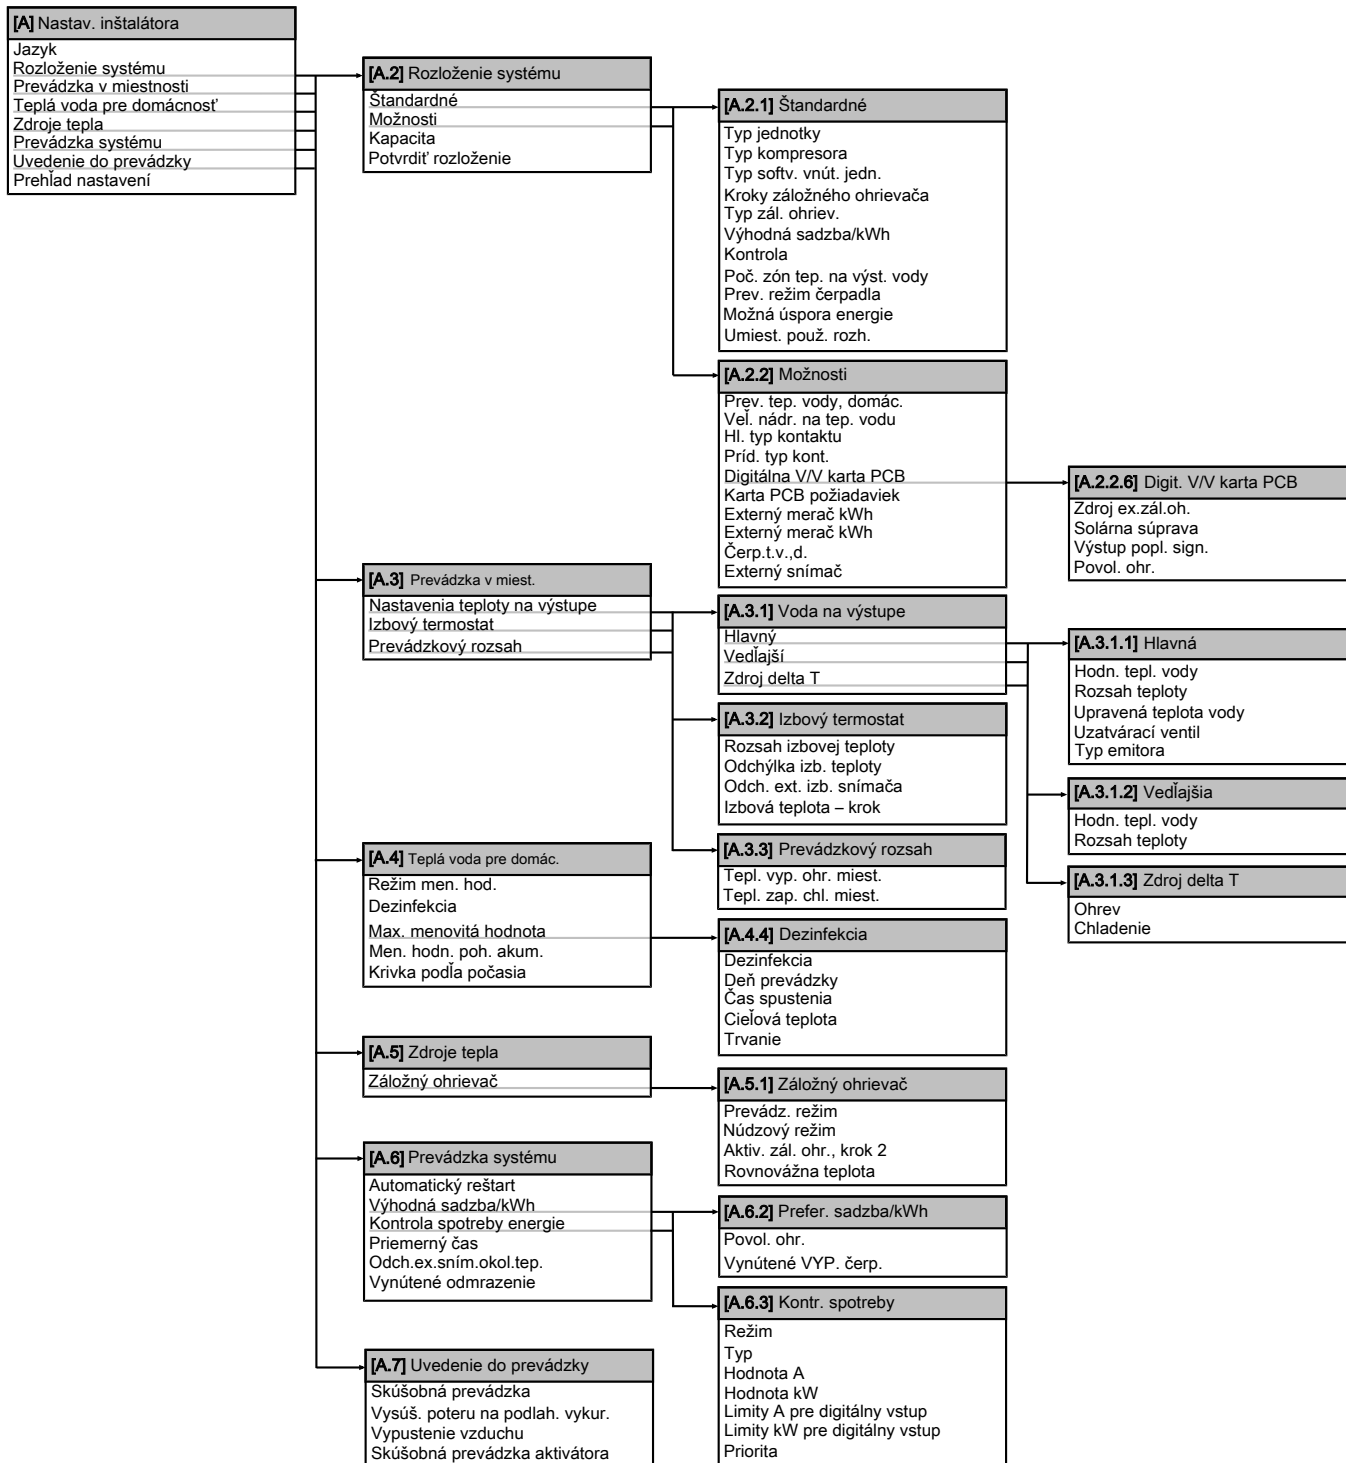 [A] Nastav. inštalátora
Jazyk
Rozloženie systému
Prevádzka v miestnosti
Teplá voda pre domácnosť
Zdroje tepla
Prevádzka systému
Uvedenie do prevádzky
Prehľad nastavení
[A.2] Rozloženie systému
Štandardné
Možnosti
Kapacita
Potvrdiť rozloženie
[A.2.1] Štandardné
Typ jednotky
Typ kompresora
Typ softv. vnút. jedn.
Kroky záložného ohrievača
Typ zál. ohriev.
Výhodná sadzba/kWh
Kontrola
Poč. zón tep. na výst. vody
Prev. režim čerpadla
Možná úspora energie
Umiest. použ. rozh.
[A.2.2] Možnosti
Prev. tep. vody, domác.
Veľ. nádr. na tep. vodu
Hl. typ kontaktu
Príd. typ kont.
Digitálna V/V karta PCB
Karta PCB požiadaviek
Externý merač kWh
Externý merač kWh
Čerp.t.v.,d.
Externý snímač
[A.2.2.6] Digit. V/V karta PCB
Zdroj ex.zál.oh.
Solárna súprava
Výstup popl. sign.
Povol. ohr.
[A.3] Prevádzka v miest.
Nastavenia teploty na výstupe
Izbový termostat
Prevádzkový rozsah
[A.3.1] Voda na výstupe
Hlavný
Vedľajší
Zdroj delta T
[A.3.1.1] Hlavná
Hodn. tepl. vody
Rozsah teploty
Upravená teplota vody
Uzatvárací ventil
Typ emitora
[A.3.2] Izbový termostat
Rozsah izbovej teploty
Odchýlka izb. teploty
Odch. ext. izb. snímača
Izbová teplota – krok
[A.3.1.2] Vedľajšia
Hodn. tepl. vody
Rozsah teploty
[A.3.3] Prevádzkový rozsah
Tepl. vyp. ohr. miest.
Tepl. zap. chl. miest.
[A.3.1.3] Zdroj delta T
Ohrev
Chladenie
[A.4] Teplá voda pre domác.
Režim men. hod.
Dezinfekcia
Max. menovitá hodnota
Men. hodn. poh. akum.
Krivka podľa počasia
[A.4.4] Dezinfekcia
Dezinfekcia
Deň prevádzky
Čas spustenia
Cieľová teplota
Trvanie
[A.5] Zdroje tepla
Záložný ohrievač
[A.5.1] Záložný ohrievač
Prevádz. režim
Núdzový režim
Aktiv. zál. ohr., krok 2
Rovnovážna teplota
[A.6] Prevádzka systému
Automatický reštart
Výhodná sadzba/kWh
Kontrola spotreby energie
Priemerný čas
Odch.ex.sním.okol.tep.
Vynútené odmrazenie
[A.6.2] Prefer. sadzba/kWh
Povol. ohr.
Vynútené VYP. čerp.
[A.6.3] Kontr. spotreby
Režim
Typ
Hodnota A
Hodnota kW
Limity A pre digitálny vstup
Limity kW pre digitálny vstup
Priorita
[A.7] Uvedenie do prevádzky
Skúšobná prevádzka
Vysúš. poteru na podlah. vykur.
Vypustenie vzduchu
Skúšobná prevádzka aktivátora